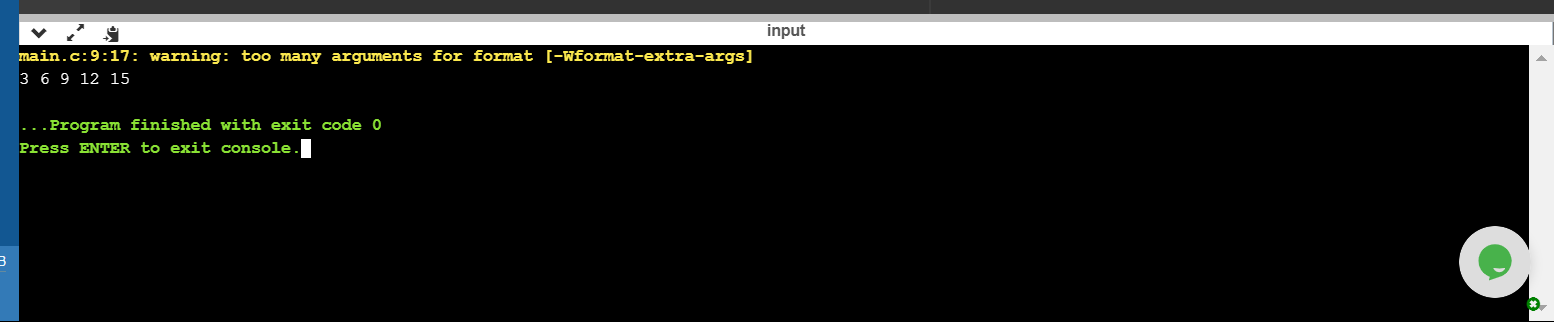 input
main.c:9:17: warning: too many arguments for format [-Wformat-extra-args]
3 6 9 12 15
...Program finished with exit code 0
Press ENTER to exit console.
B